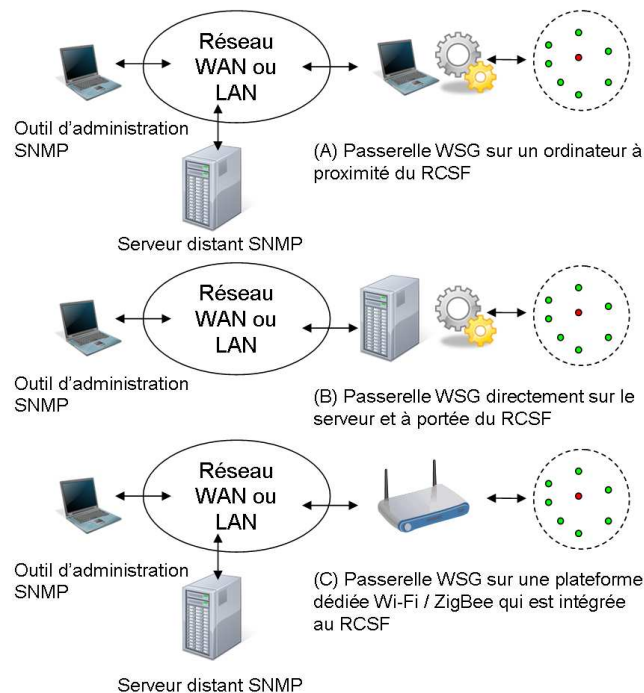 Réseau
WAN ou
LAN
Outil d'administration
SNMP
(A) Passerelle WSG sur un ordinateur à
proximité du RCSF
Serveur distant SNMP
Réseau
WAN ou
LAN
Outil d'administration
SNMP
(B) Passerelle WSG directement sur le
serveur et à portée du RCSF
Réseau
WAN ou
LAN
Outil d'administration
SNMP
(C) Passerelle WSG sur une plateforme
dédiée Wi-Fi / ZigBee qui est intégrée
au RCSF
Serveur distant SNMP